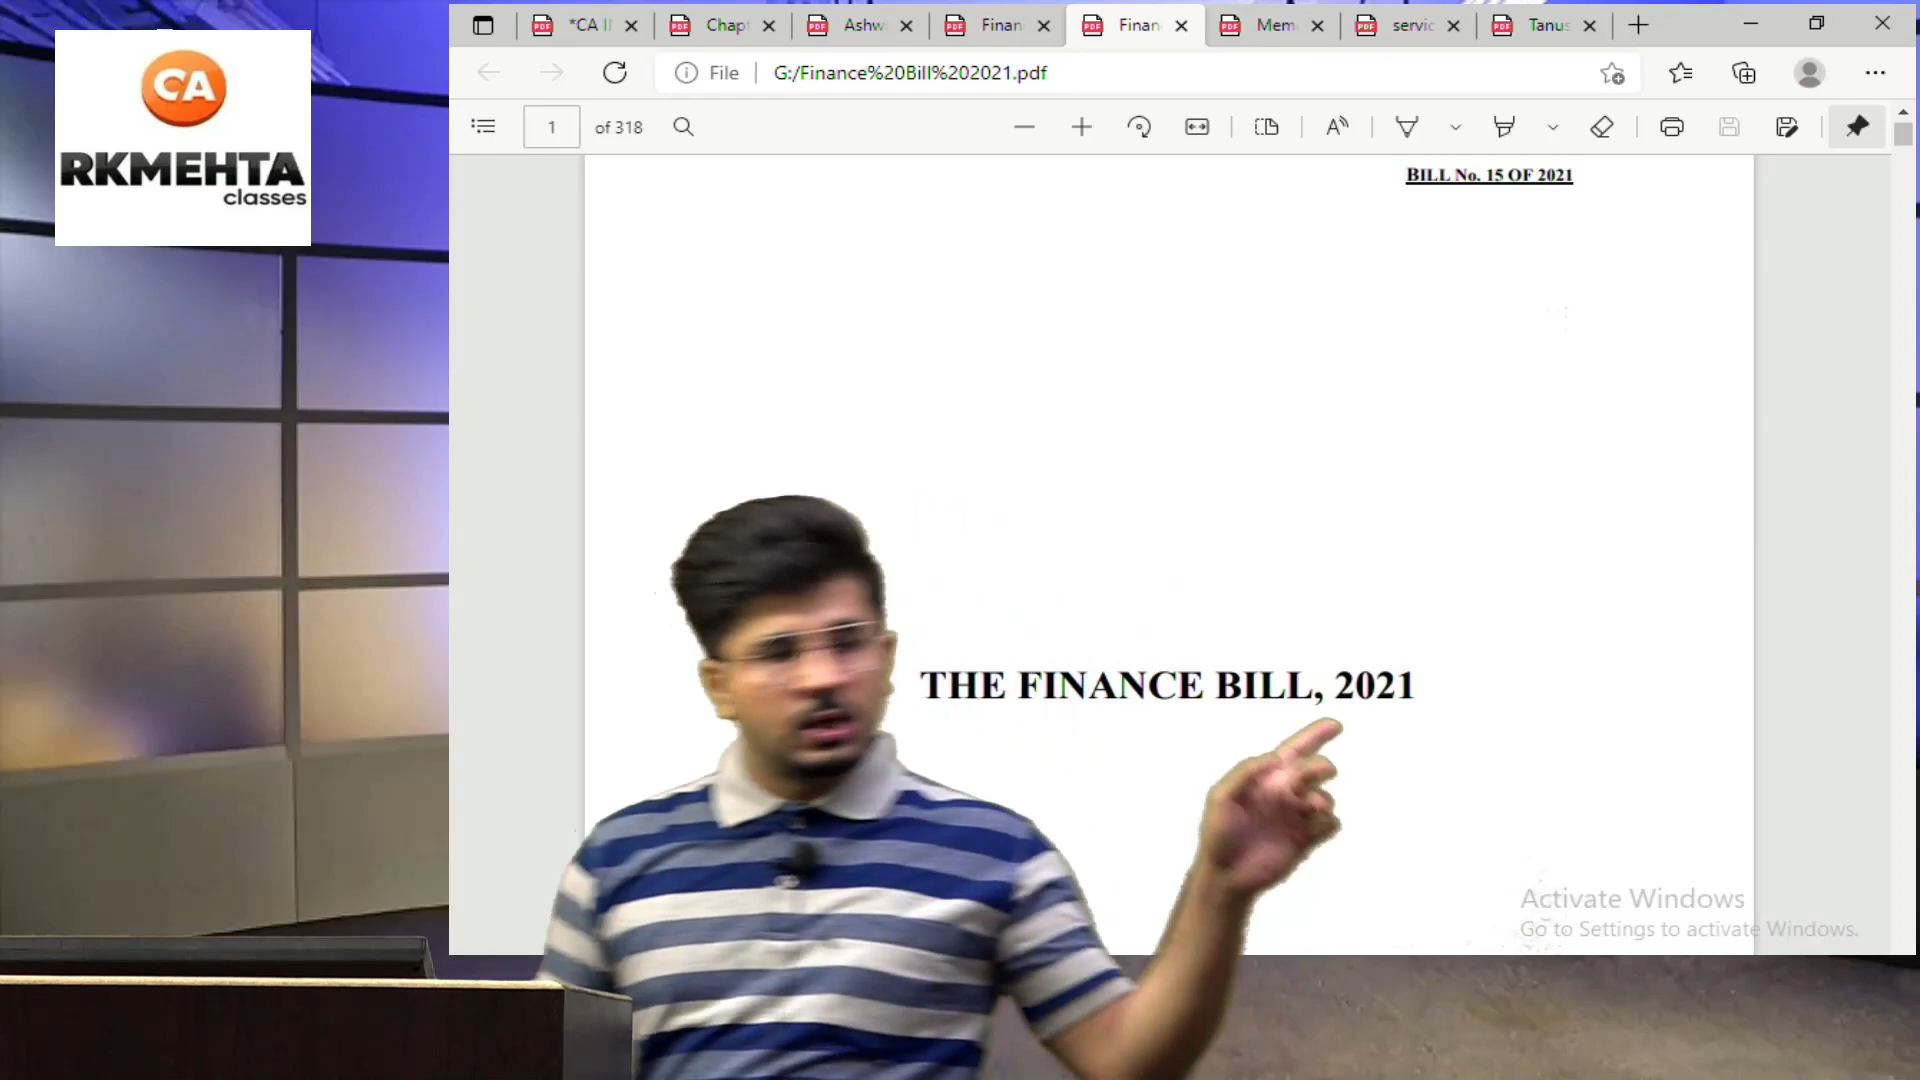 CA
RKMEHTA
classes
*CA I
Chap
Ashw
Finan
Finan
Mem
servic
Tanus
File
G:/Finance%20Bill%202021.pdf
1 of 318
BILL No. 15 OF 2021
THE FINANCE BILL, 2021
Activate Windows
Go to Settings to activate Windows.